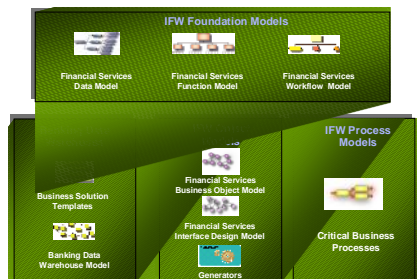 IFW Foundation Models
Financial Services
Data Model
Financial Services
Function Model
Financial Services
Workflow Model
Business Solution
Templates
Banking Data
Warehouse Model
Financial Services
Business Object Model
Financial Services
Interface Design Model
Generators
IFW Process
Models
Critical Business
Processes